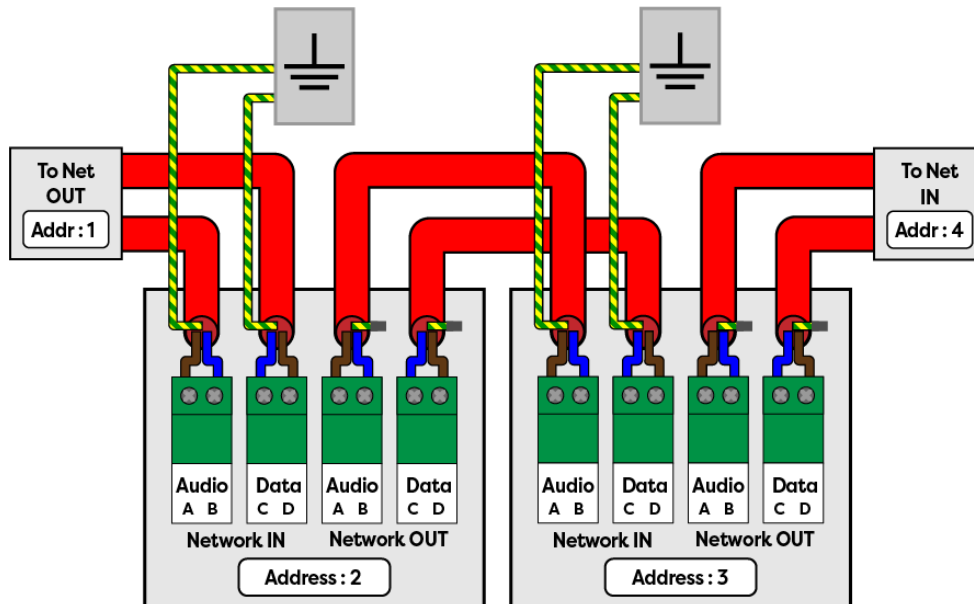 To Net
OUT
Addr : 1
To Net
IN
Addr : 4
Audio
A B
Data
C D
Audio
A B
Data
C D
Network IN
Network OUT
Address : 2
Audio
A B
Data
C D
Audio
A B
Data
C D
Network IN
Network OUT
Address : 3